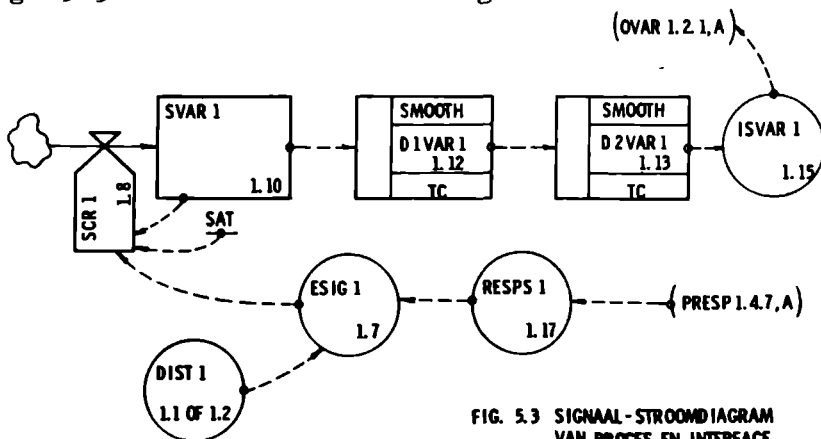 (OVAR 1.2.1,A)
SVAR 1
1.10
SMOOTH
D1VAR 1
1.12
TC
SMOOTH
D2VAR 1
1.13
TC
ISVAR 1
1.15
SCR 1
1.8
SAT
ESIG 1
1.7
RESPS 1
1.17
(PRESP 1.4.7,A)
DIST 1
1.1 OF 1.2
FIG. 5.3 SIGNAAL-STROOMDIAGRAM
VAN PROCES EN INTERFACE